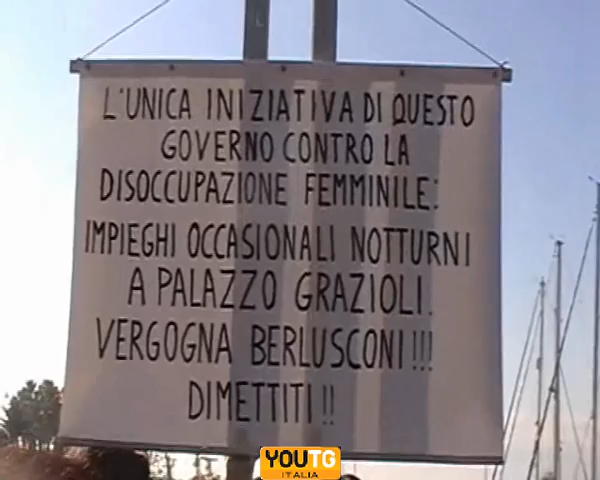 L'UNICA INIZIATIVA DI QUESTO
GOVERNO CONTRO LA
DISOCCUPAZIONE FEMMINILE:
IMPIEGHI OCCASIONALI NOTTURNI
A PALAZZO GRAZIOLI.
VERGOGNA BERLUSCONI!!!
DIMETTITI!!
YOUTG
ITALIA